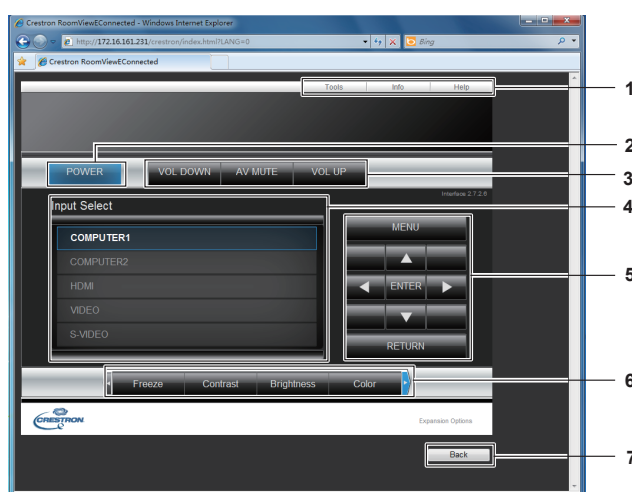 Crestron RoomViewEConnected - Windows Internet Explorer
http://172.16.161.231/crestron/index.html?LANG=0
Bing
Crestron RoomViewEConnected
Tools Info Help 1
2
POWER VOL DOWN AV MUTE VOL UP 3
Interface 2.7.2.6
Input Select 4
COMPUTER1
COMPUTER2
HDMI
VIDEO
S-VIDEO
MENU
ENTER 5
RETURN
Freeze Contrast Brightness Color 6
CRESTRON
Expansion Options
Back 7